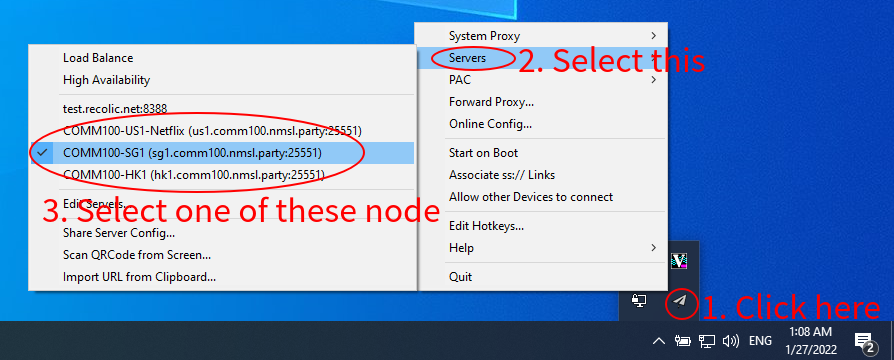 System Proxy
Servers
2. Select this
PAC
Forward Proxy...
Online Config...
Start on Boot
Associate ss:// Links
Allow other Devices to connect
Edit Hotkeys...
Help
Quit
Load Balance
High Availability
test.recolic.net:8388
COMM100-US1-Netflix (us1.comm100.nmsl.party:25551)
COMM100-SG1 (sg1.comm100.nmsl.party:25551)
COMM100-HK1 (hk1.comm100.nmsl.party:25551)
Edit Servers...
3. Select one of these node
Share Server Config...
Scan QRCode from Screen...
Import URL from Clipboard...
1. Click here
ENG
1:08 AM
1/27/2022
2